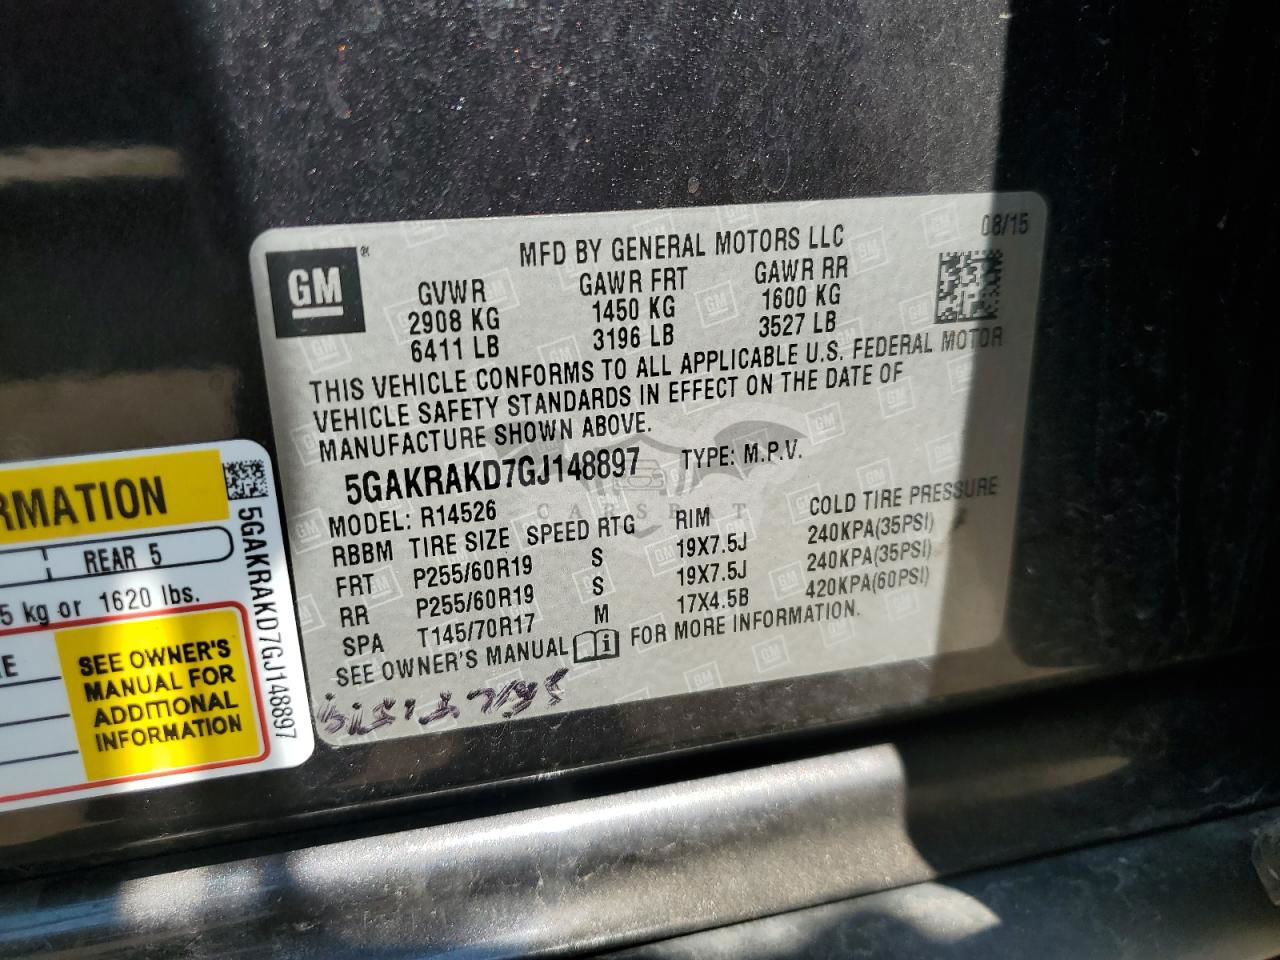 GM
®
MFD BY GENERAL MOTORS LLC
08/15
GVWR GAWR FRT GAWR RR
2908 KG 1450 KG 1600 KG
6411 LB 3196 LB 3527 LB
THIS VEHICLE CONFORMS TO ALL APPLICABLE U.S. FEDERAL MOTOR
VEHICLE SAFETY STANDARDS IN EFFECT ON THE DATE OF
MANUFACTURE SHOWN ABOVE.
5GAKRAKD7GJ148897 TYPE: M.P.V.
MODEL: R14526
RBBM TIRE SIZE SPEED RTG RIM COLD TIRE PRESSURE
FRT P255/60R19 S 19X7.5J 240KPA(35PSI)
RR P255/60R19 S 19X7.5J 240KPA(35PSI)
SPA T145/70R17 M 17X4.5B 420KPA(60PSI)
SEE OWNER'S MANUAL FOR MORE INFORMATION.
CARSFAT
RMATION
REAR 5
5 kg or 1620 lbs.
SEE OWNER'S
MANUAL FOR
ADDITIONAL
INFORMATION
5GAKRAKD7GJ148897